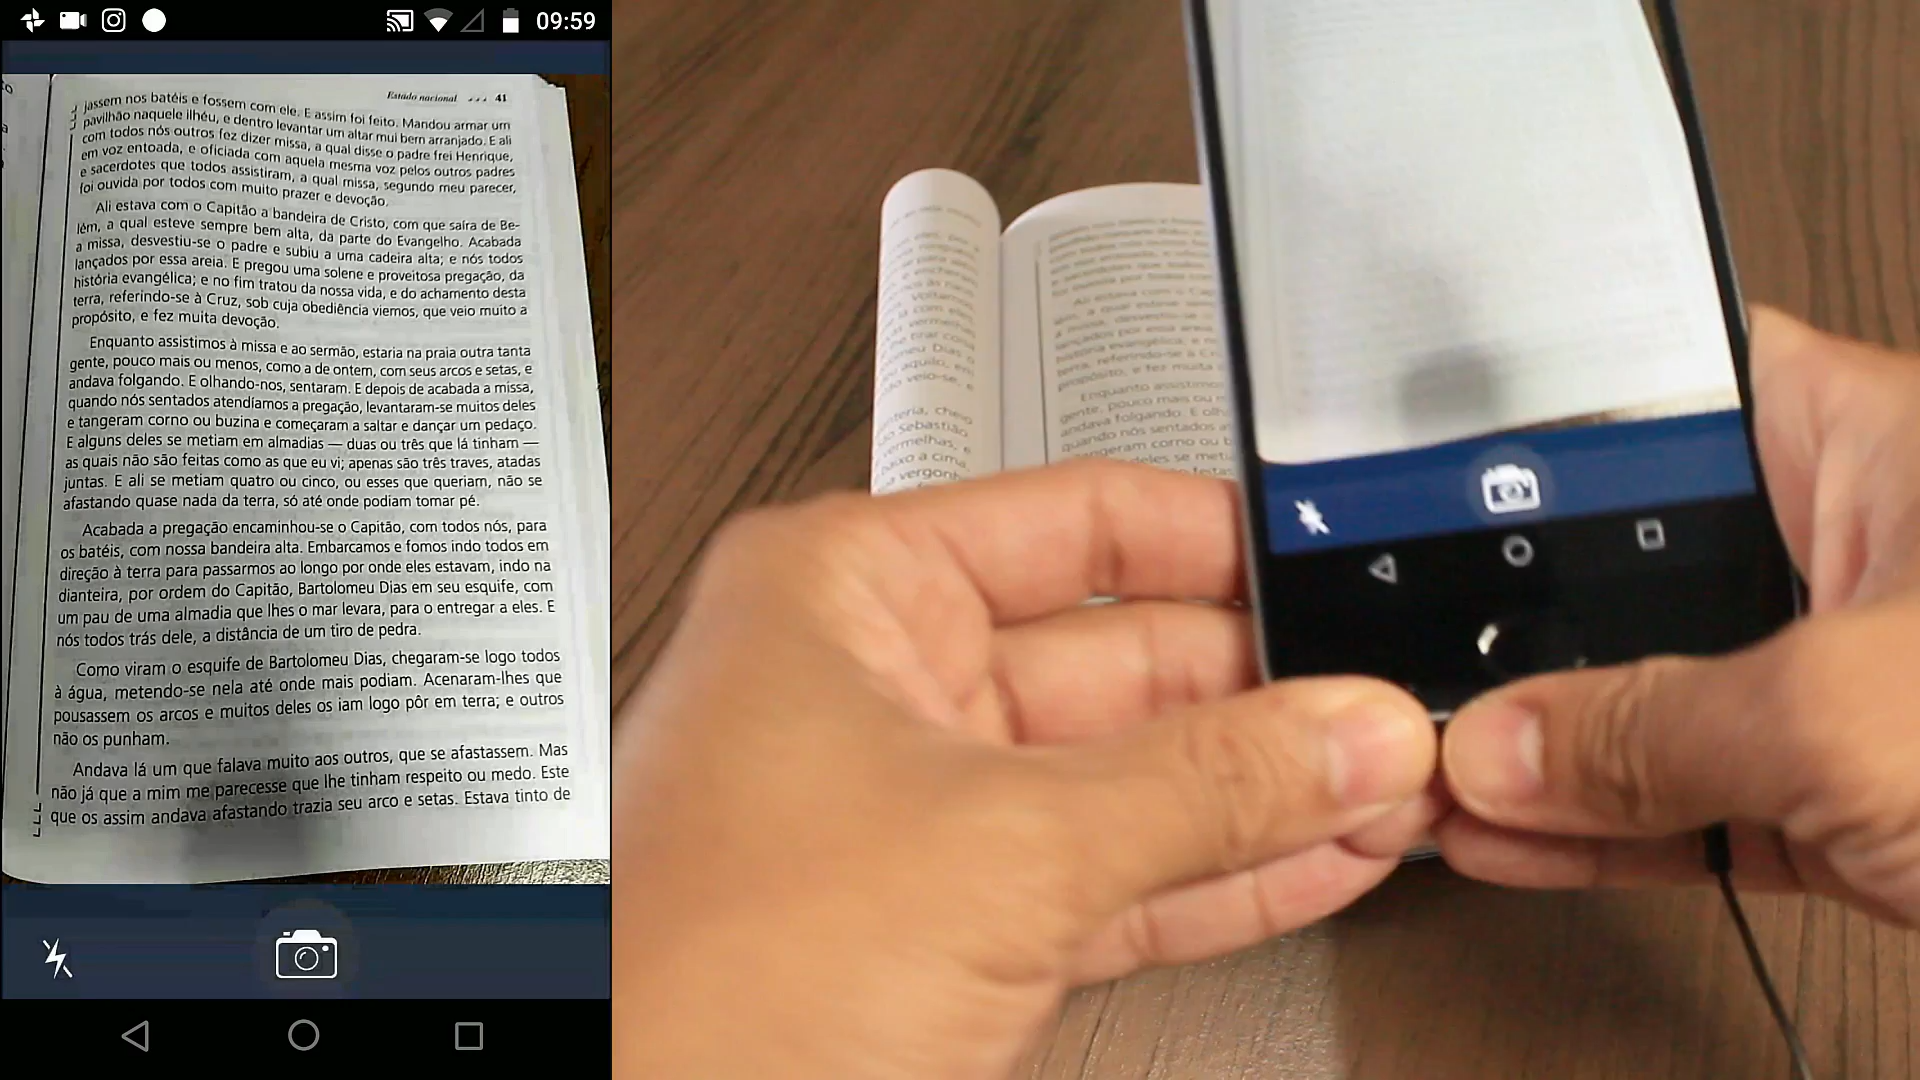 09:59
Estado nacional 41
jassem nos batéis e fossem com ele. E assim foi feito. Mandou armar um
pavilhão naquele ilhéu, e dentro levantar um altar mui bem arranjado. E ali
com todos nós outros fez dizer missa, a qual disse o padre frei Henrique,
em voz entoada, e oficiada com aquela mesma voz pelos outros padres
e sacerdotes que todos assistiram, a qual missa, segundo meu parecer,
foi ouvida por todos com muito prazer e devoção.
Ali estava com o Capitão a bandeira de Cristo, com que saíra de Be-
lém, a qual esteve sempre bem alta, da parte do Evangelho. Acabada
a missa, desvestiu-se o padre e subiu a uma cadeira alta; e nós todos
lançados por essa areia. E pregou uma solene e proveitosa pregação, da
história evangélica; e no fim tratou da nossa vida, e do achamento desta
terra, referindo-se à Cruz, sob cuja obediência viemos, que veio muito a
propósito, e fez muita devoção.
Enquanto assistimos à missa e ao sermão, estaria na praia outra tanta
gente, pouco mais ou menos, como a de ontem, com seus arcos e setas, e
andava folgando. E olhando-nos, sentaram. E depois de acabada a missa,
quando nós sentados atendíamos a pregação, levantaram-se muitos deles
e tangeram corno ou buzina e começaram a saltar e dançar um pedaço.
E alguns deles se metiam em almadias — duas ou três que lá tinham —
as quais não são feitas como as que eu vi; apenas são três traves, atadas
juntas. E ali se metiam quatro ou cinco, ou esses que queriam, não se
afastando quase nada da terra, só até onde podiam tomar pé.
Acabada a pregação encaminhou-se o Capitão, com todos nós, para
os batéis, com nossa bandeira alta. Embarcamos e fomos indo todos em
direção à terra para passarmos ao longo por onde eles estavam, indo na
dianteira, por ordem do Capitão, Bartolomeu Dias em seu esquife, com
um pau de uma almadia que lhes o mar levara, para o entregar a eles. E
nós todos trás dele, a distância de um tiro de pedra.
Como viram o esquife de Bartolomeu Dias, chegaram-se logo todos
à água, metendo-se nela até onde mais podiam. Acenaram-lhes que
pousassem os arcos e muitos deles os iam logo pôr em terra; e outros
não os punham.
Andava lá um que falava muito aos outros, que se afastassem. Mas
não já que a mim me parecesse que lhe tinham respeito ou medo. Este
que os assim andava afastando trazia seu arco e setas. Estava tinto de